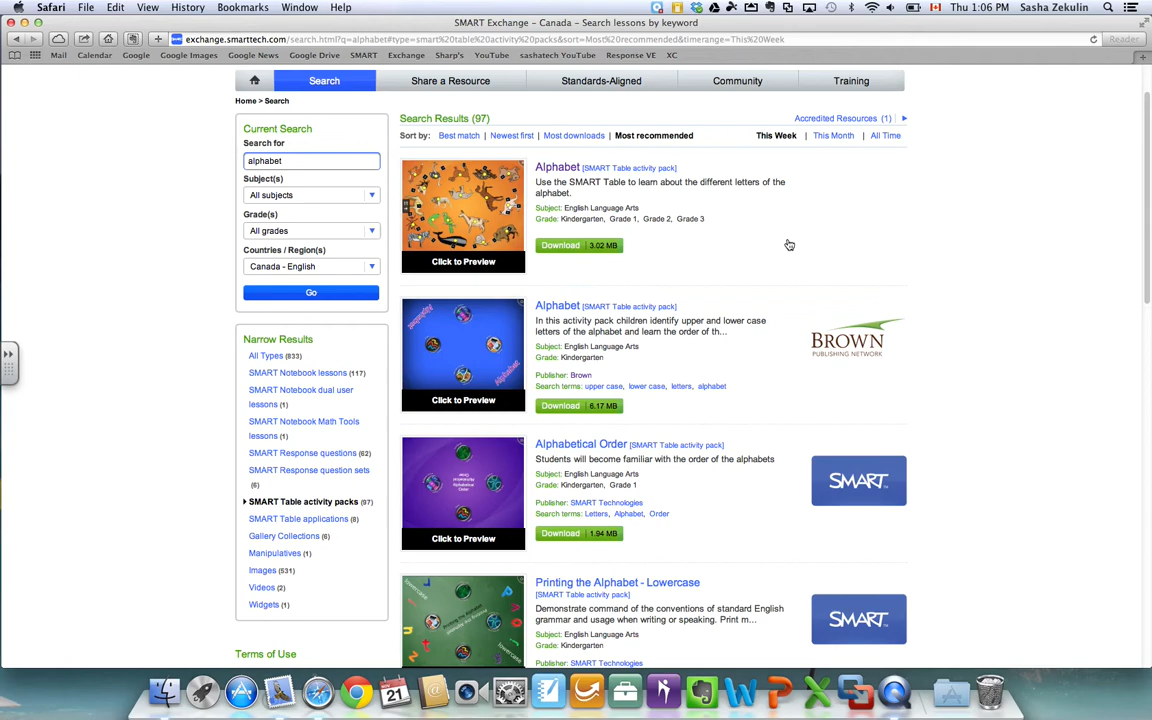 Safari File Edit View History Bookmarks Window Help
Thu 1:06 PM Sasha Zekulin
SMART Exchange - Canada - Search lessons by keyword
exchange.smarttech.com/search.html?q=alphabet#type=smart%20table%20activity%20packs&sort=Most%20recommended&timerange=This%20Week
Reader
Mail Calendar Google Google Images Google Drive SMART Exchange Sharp's YouTube sashatech YouTube Response VE XC
Search Share a Resource Standards-Aligned Community Training
Home > Search
Current Search
Search for
alphabet
Subject(s)
All subjects
Grade(s)
All grades
Countries / Region(s)
Canada - English
Go
Narrow Results
All Types (833)
SMART Notebook lessons (117)
SMART Notebook dual user
lessons (1)
SMART Notebook Math Tools
lessons (1)
SMART Response questions (62)
SMART Response question sets
(6)
SMART Table activity packs (97)
SMART Table applications (8)
Gallery Collections (6)
Manipulatives (1)
Images (531)
Videos (2)
Widgets (1)
Terms of Use
Search Results (97)
Accredited Resources (1)
Sort by: Best match | Newest first | Most downloads | Most recommended
This Week | This Month | All Time
Alphabet [SMART Table activity pack]
Use the SMART Table to learn about the different letters of the
alphabet.
Subject: English Language Arts
Grade: Kindergarten, Grade 1, Grade 2, Grade 3
Download 3.02 MB
Click to Preview
Alphabet [SMART Table activity pack]
In this activity pack children identify upper and lower case
letters of the alphabet and learn the order of th...
Subject: English Language Arts
Grade: Kindergarten
Publisher: Brown
Search terms: upper case, lower case, letters, alphabet
Download 6.17 MB
Alphabet
Alphabet
Click to Preview
BROWN
PUBLISHING NETWORK
Alphabetical Order [SMART Table activity pack]
Students will become familiar with the order of the alphabets
Subject: English Language Arts
Grade: Kindergarten, Grade 1
Publisher: SMART Technologies
Search terms: Letters, Alphabet, Order
Download 1.94 MB
Alphabetical
Order
Click to Preview
SMART
Printing the Alphabet - Lowercase
[SMART Table activity pack]
Demonstrate command of the conventions of standard English
grammar and usage when writing or speaking. Print m...
Subject: English Language Arts
Grade: Kindergarten
Publisher: SMART Technologies
lowercase
Printing the Alphabet
lowercase
SMART
NOV
21